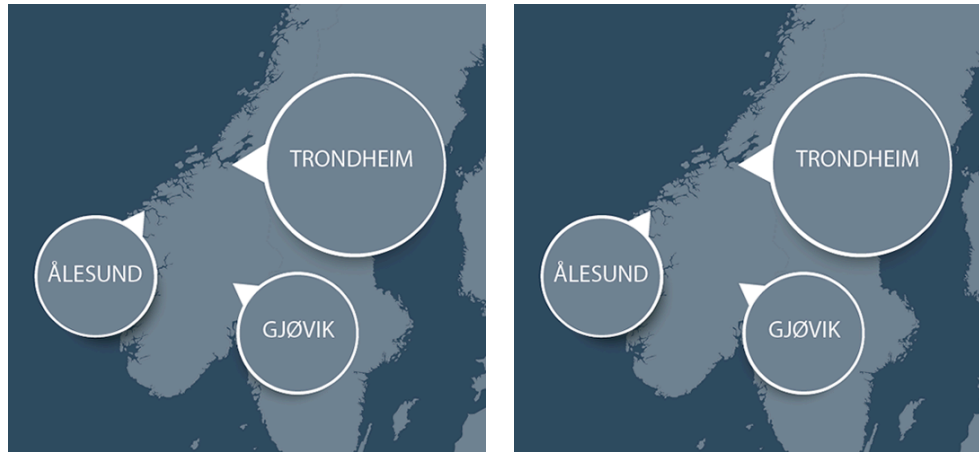 TRONDHEIM
ÅLESUND
GJØVIK
TRONDHEIM
ÅLESUND
GJØVIK